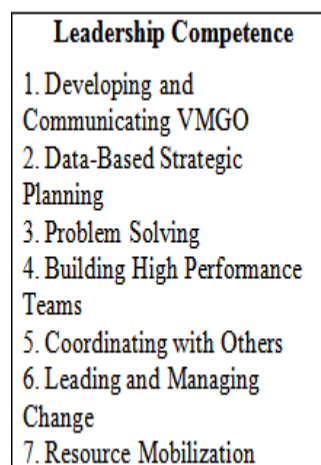 Leadership Competence
1. Developing and
Communicating VMGO
2. Data-Based Strategic
Planning
3. Problem Solving
4. Building High Performance
Teams
5. Coordinating with Others
6. Leading and Managing
Change
7. Resource Mobilization